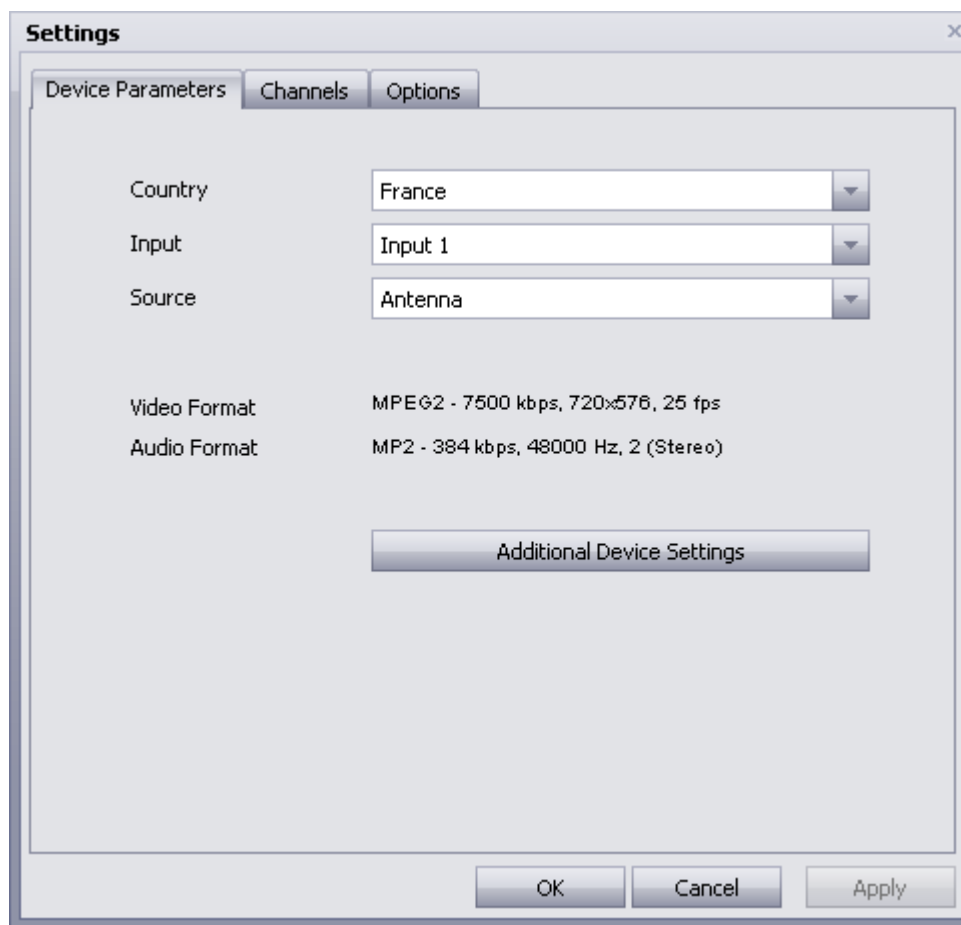 Settings
Device Parameters Channels Options
Country France
Input Input 1
Source Antenna
Video Format MPEG2 - 7500 kbps, 720x576, 25 fps
Audio Format MP2 - 384 kbps, 48000 Hz, 2 (Stereo)
Additional Device Settings
OK Cancel Apply